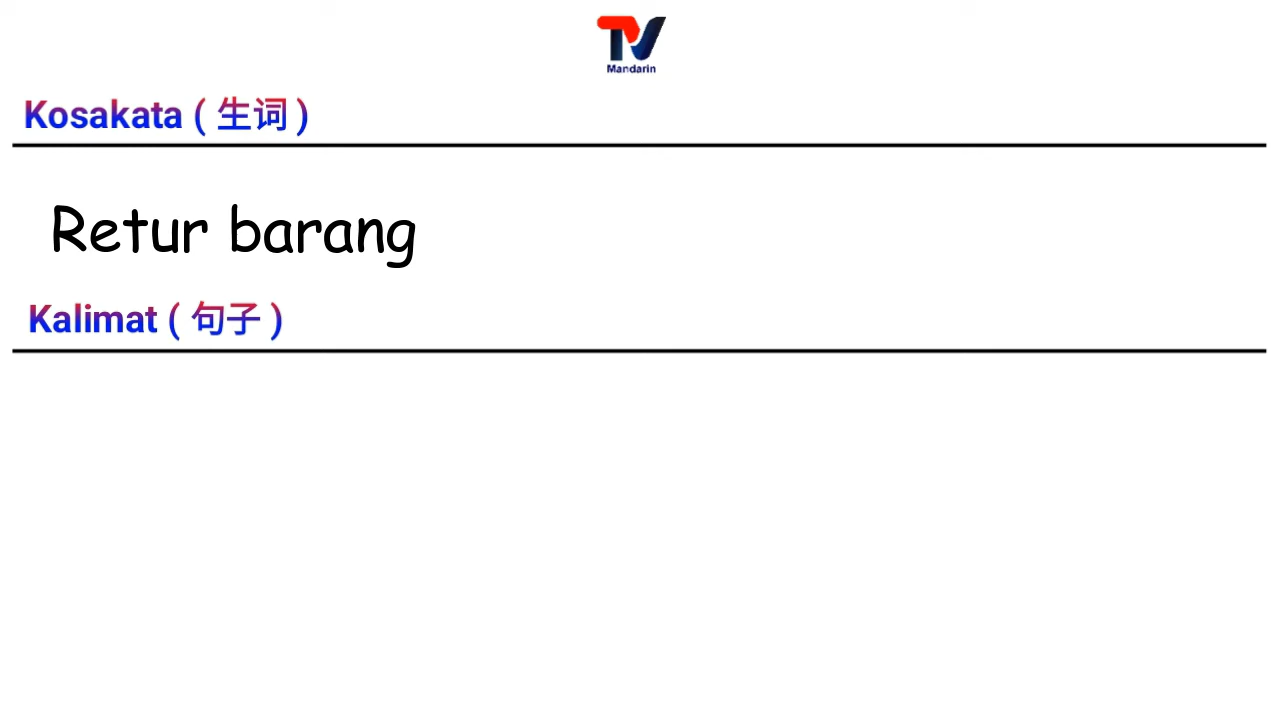 TV
Mandarin
Kosakata ( 生词 )
Retur barang
Kalimat ( 句子 )